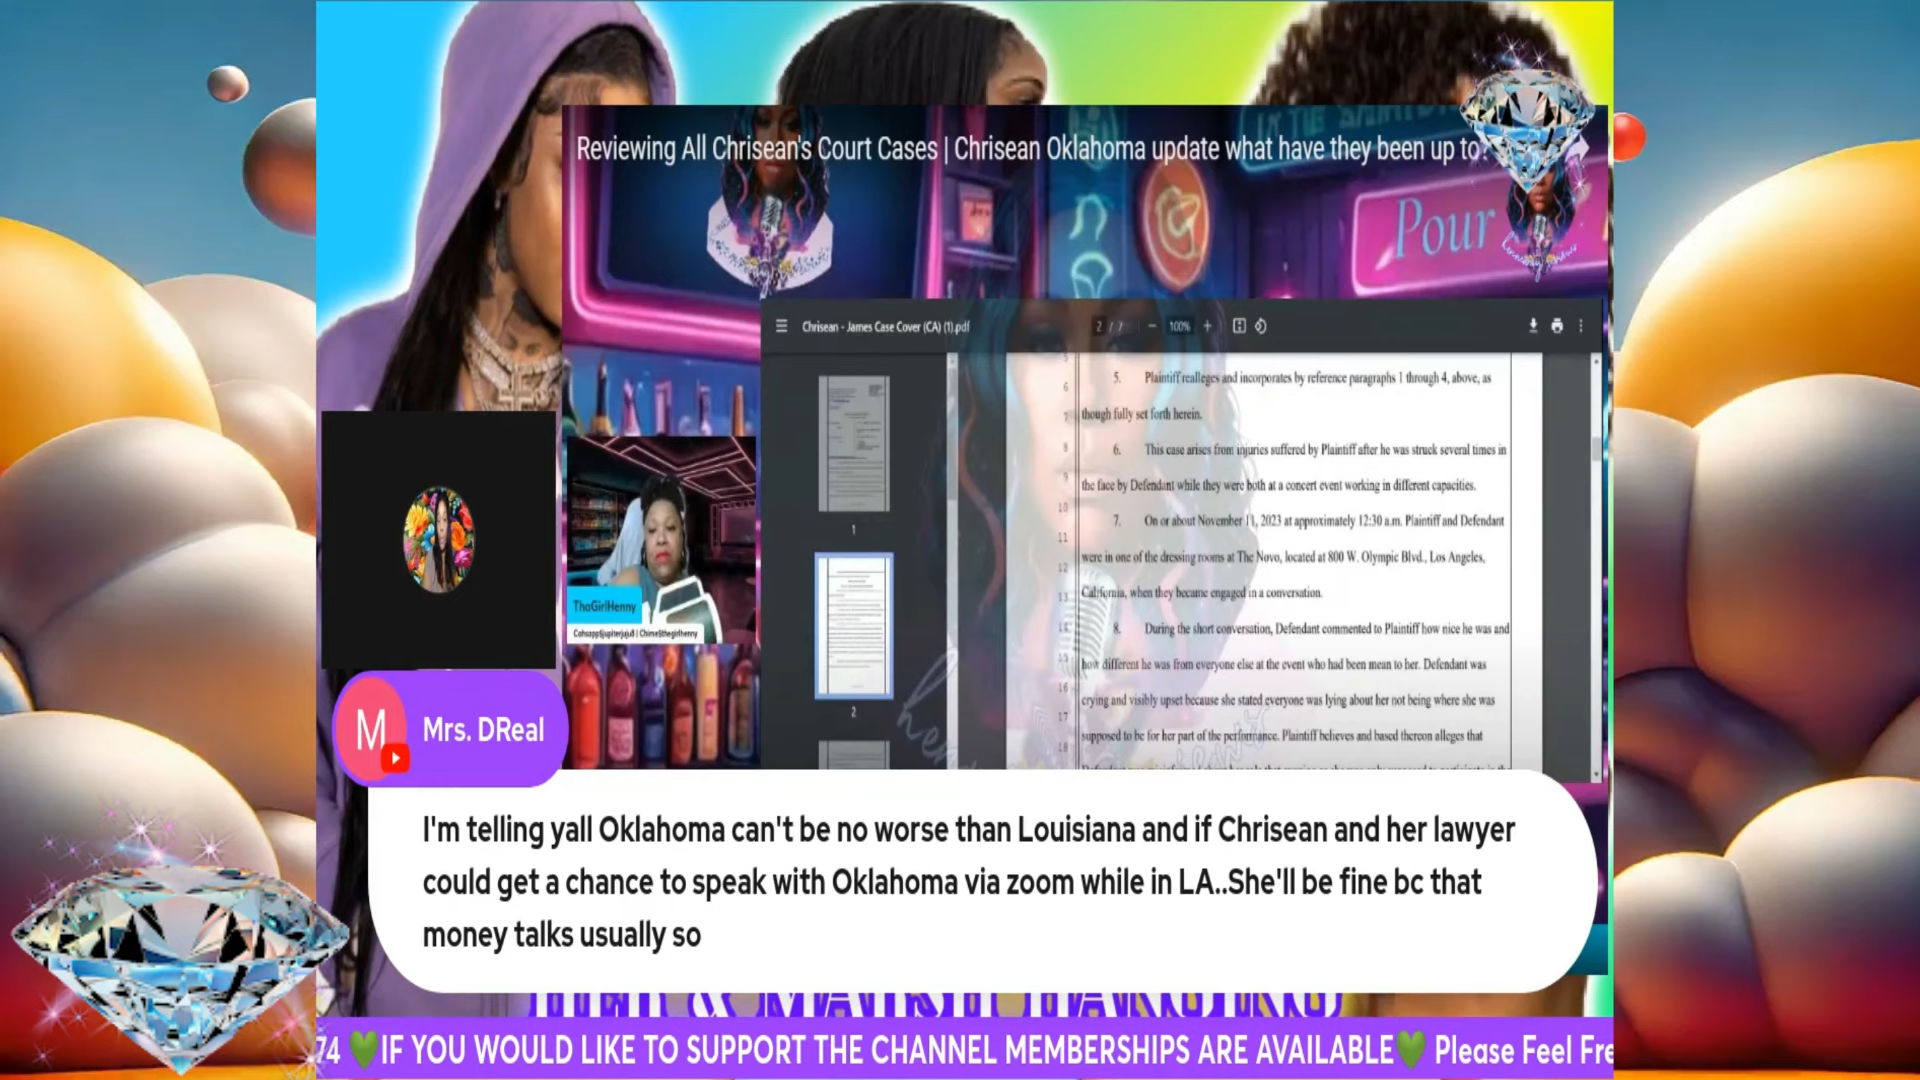 Reviewing All Chrisean's Court Cases | Chrisean Oklahoma update what have they been up to?
Pour
Chrisean - James Case Cover (CA) (1).pdf
2 / 7
100%
5. Plaintiff realleges and incorporates by reference paragraphs 1 through 4, above, as
though fully set forth herein.
6. This case arises from injuries suffered by Plaintiff after he was struck several times in
the face by Defendant while they were both at a concert event working in different capacities.
7. On or about November 11, 2023 at approximately 12:30 a.m. Plaintiff and Defendant
were in one of the dressing rooms at The Novo, located at 800 W. Olympic Blvd., Los Angeles,
California, when they became engaged in a conversation.
8. During the short conversation, Defendant commented to Plaintiff how nice he was and
how different he was from everyone else at the event who had been mean to her. Defendant was
crying and visibly upset because she stated everyone was lying about her not being where she was
supposed to be for her part of the performance. Plaintiff believes and based thereon alleges that
1
2
ThaGirlHenny
Cahsapp$jupiterjuju8 | Chime$thegirlhenny
M
Mrs. DReal
I'm telling yall Oklahoma can't be no worse than Louisiana and if Chrisean and her lawyer
could get a chance to speak with Oklahoma via zoom while in LA..She'll be fine bc that
money talks usually so
74 💚IF YOU WOULD LIKE TO SUPPORT THE CHANNEL MEMBERSHIPS ARE AVAILABLE💚 Please Feel Fre